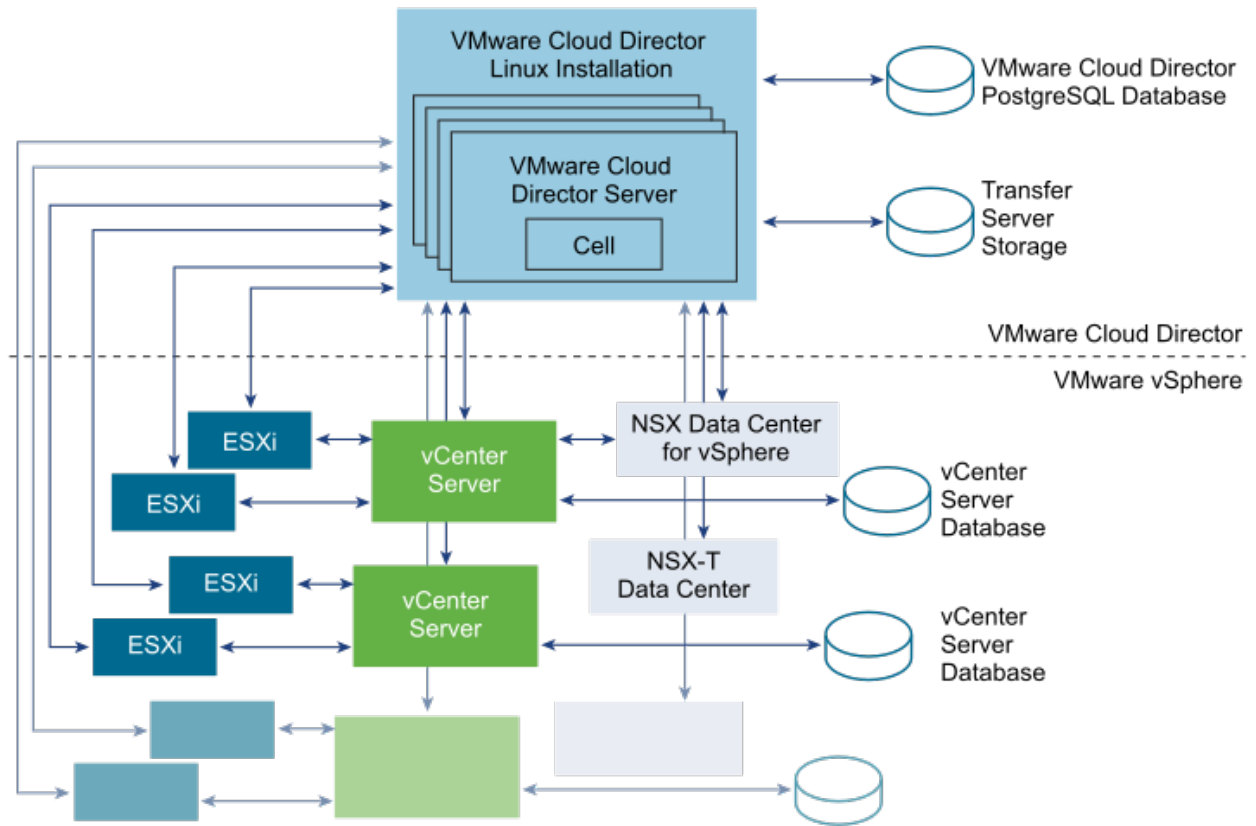 VMware Cloud Director
Linux Installation
VMware Cloud
Director Server
Cell
VMware Cloud Director
PostgreSQL Database
Transfer
Server
Storage
VMware Cloud Director
VMware vSphere
ESXi
vCenter
Server
NSX Data Center
for vSphere
ESXi
vCenter
Server
Database
ESXi
vCenter
Server
NSX-T
Data Center
ESXi
vCenter
Server
Database